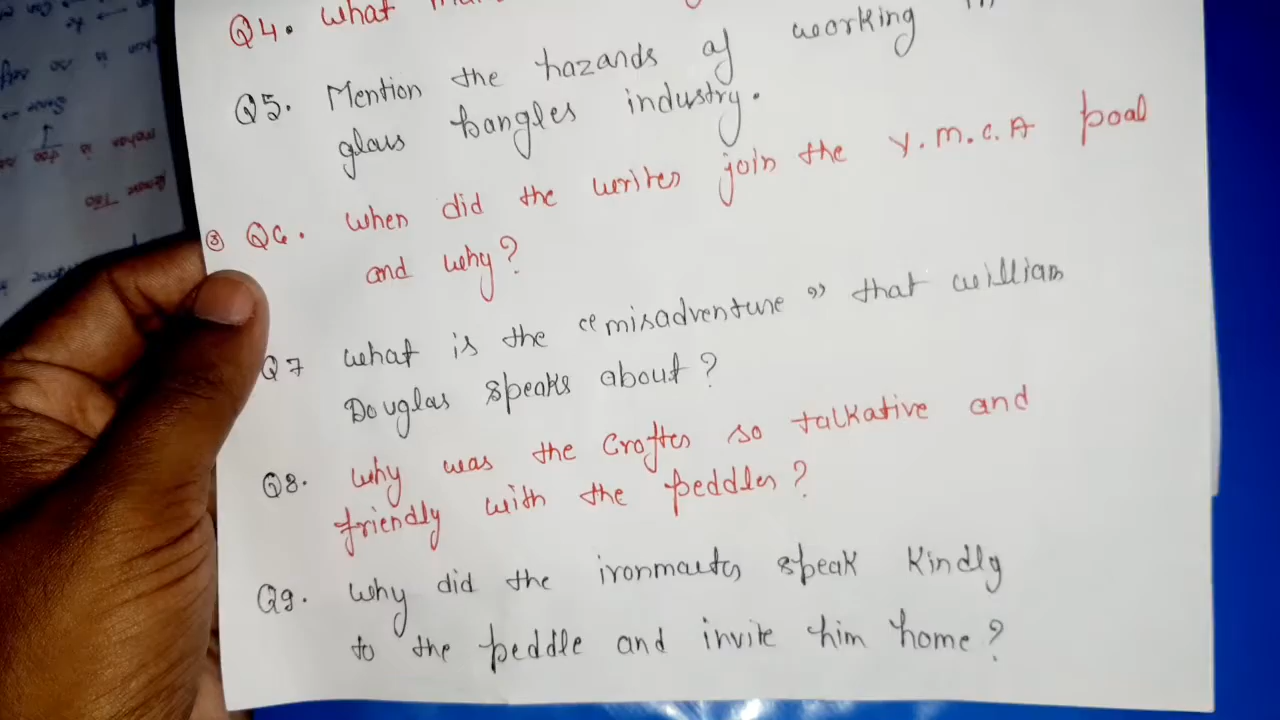 Q4. What
Q5. Mention the hazards of working in
glass bangles industry.
③ Q6. When did the writer join the Y.M.C.A pool
and why?
Q7 What is the "misadventure" that william
Douglas speaks about?
Q8. Why was the Crofter so talkative and
friendly with the peddler?
Q9. Why did the ironmaster speak kindly
to the peddle and invite him home?